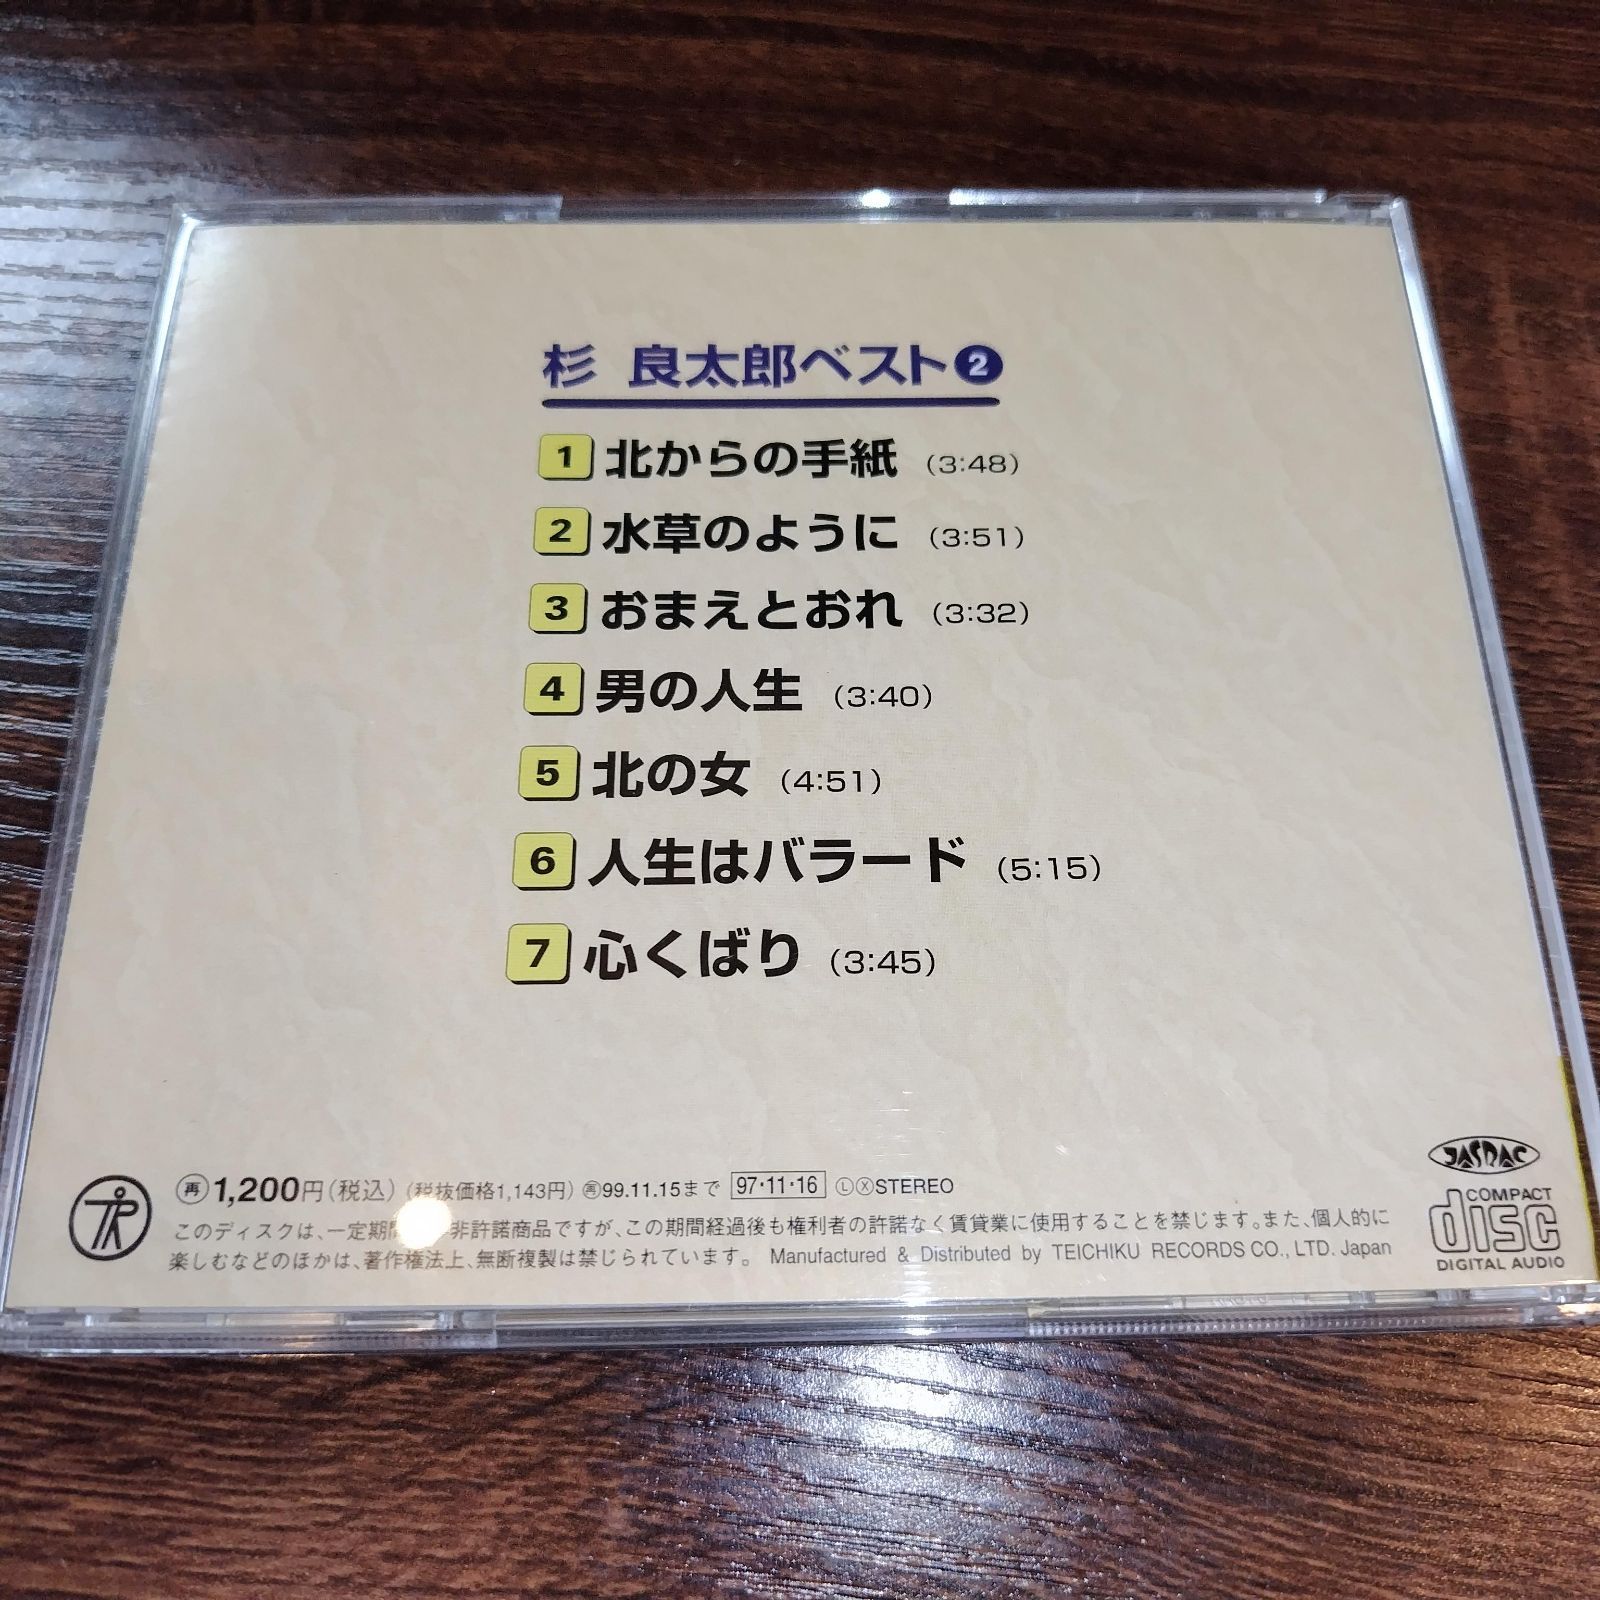 杉 良太郎ベスト❷
1 北からの手紙 (3:48)
2 水草のように (3:51)
3 おまえとおれ (3:32)
4 男の人生 (3:40)
5 北の女 (4:51)
6 人生はバラード (5:15)
7 心くばり (3:45)
JASRAC
COMPACT
disc
DIGITAL AUDIO
TR
㊢1,200円(税込) (税抜価格1,143円) ㊢99.11.15まで 97・11・16 ⓁⓍSTEREO
このディスクは、一定期間 非許諾商品ですが、この期間経過後も権利者の許諾なく賃貸業に使用することを禁じます。また、個人的に
楽しむなどのほかは、著作権法上、無断複製は禁じられています。 Manufactured & Distributed by TEICHIKU RECORDS CO., LTD. Japan